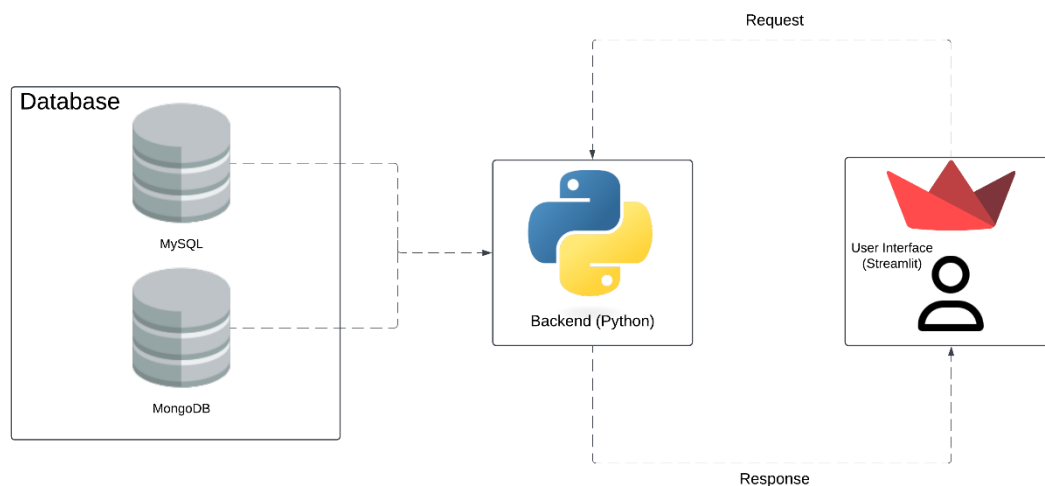 Request
Database
MySQL
MongoDB
Backend (Python)
User Interface
(Streamlit)
Response